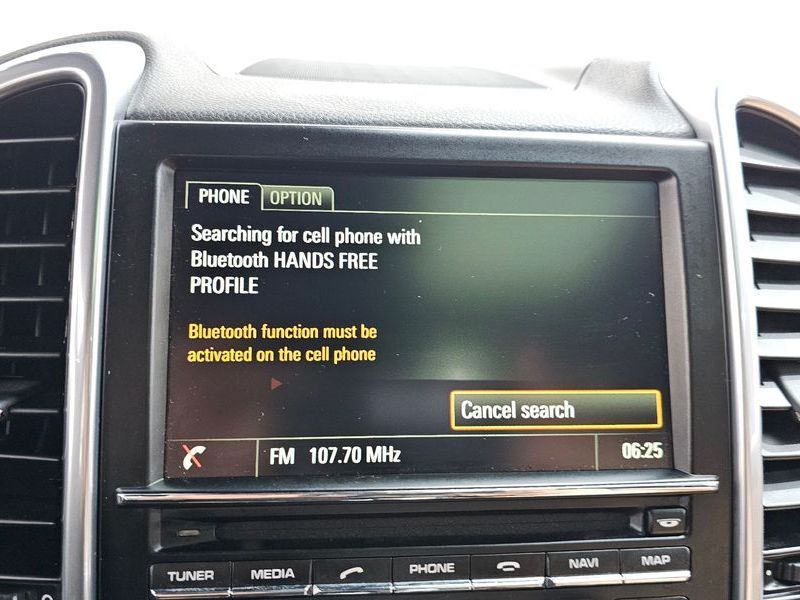 PHONE OPTION
Searching for cell phone with
Bluetooth HANDS FREE
PROFILE
Bluetooth function must be
activated on the cell phone
Cancel search
FM 107.70 MHz 06:25
TUNER MEDIA PHONE NAVI MAP